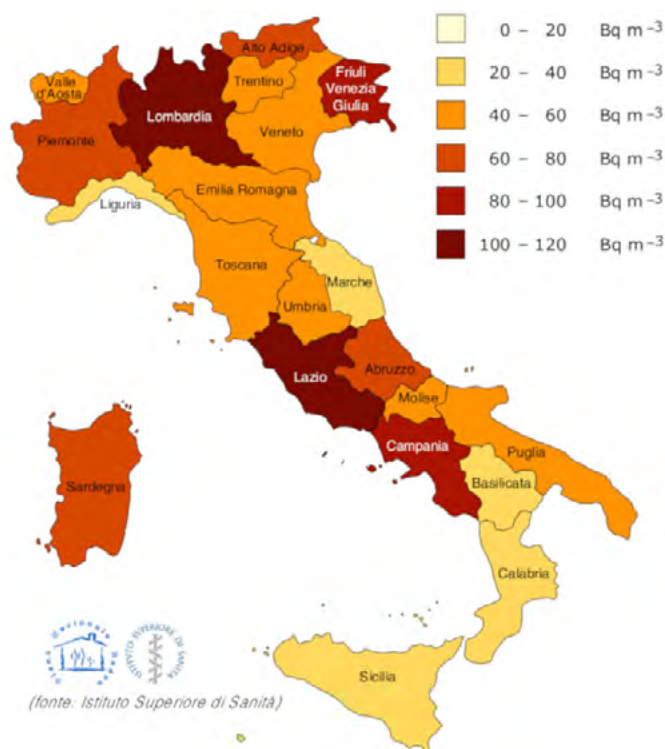 0 – 20 Bq m⁻³
20 – 40 Bq m⁻³
40 – 60 Bq m⁻³
60 – 80 Bq m⁻³
80 – 100 Bq m⁻³
100 – 120 Bq m⁻³
Alto Adige
Valle
d'Aosta
Trentino
Friuli
Venezia
Giulia
Lombardia
Piemonte
Veneto
Emilia Romagna
Liguria
Toscana
Marche
Umbria
Abruzzo
Lazio
Molise
Campania
Puglia
Basilicata
Sardegna
Calabria
Sicilia
ISTITUTO SUPERIORE DI SANITÀ
(fonte: Istituto Superiore di Sanità)